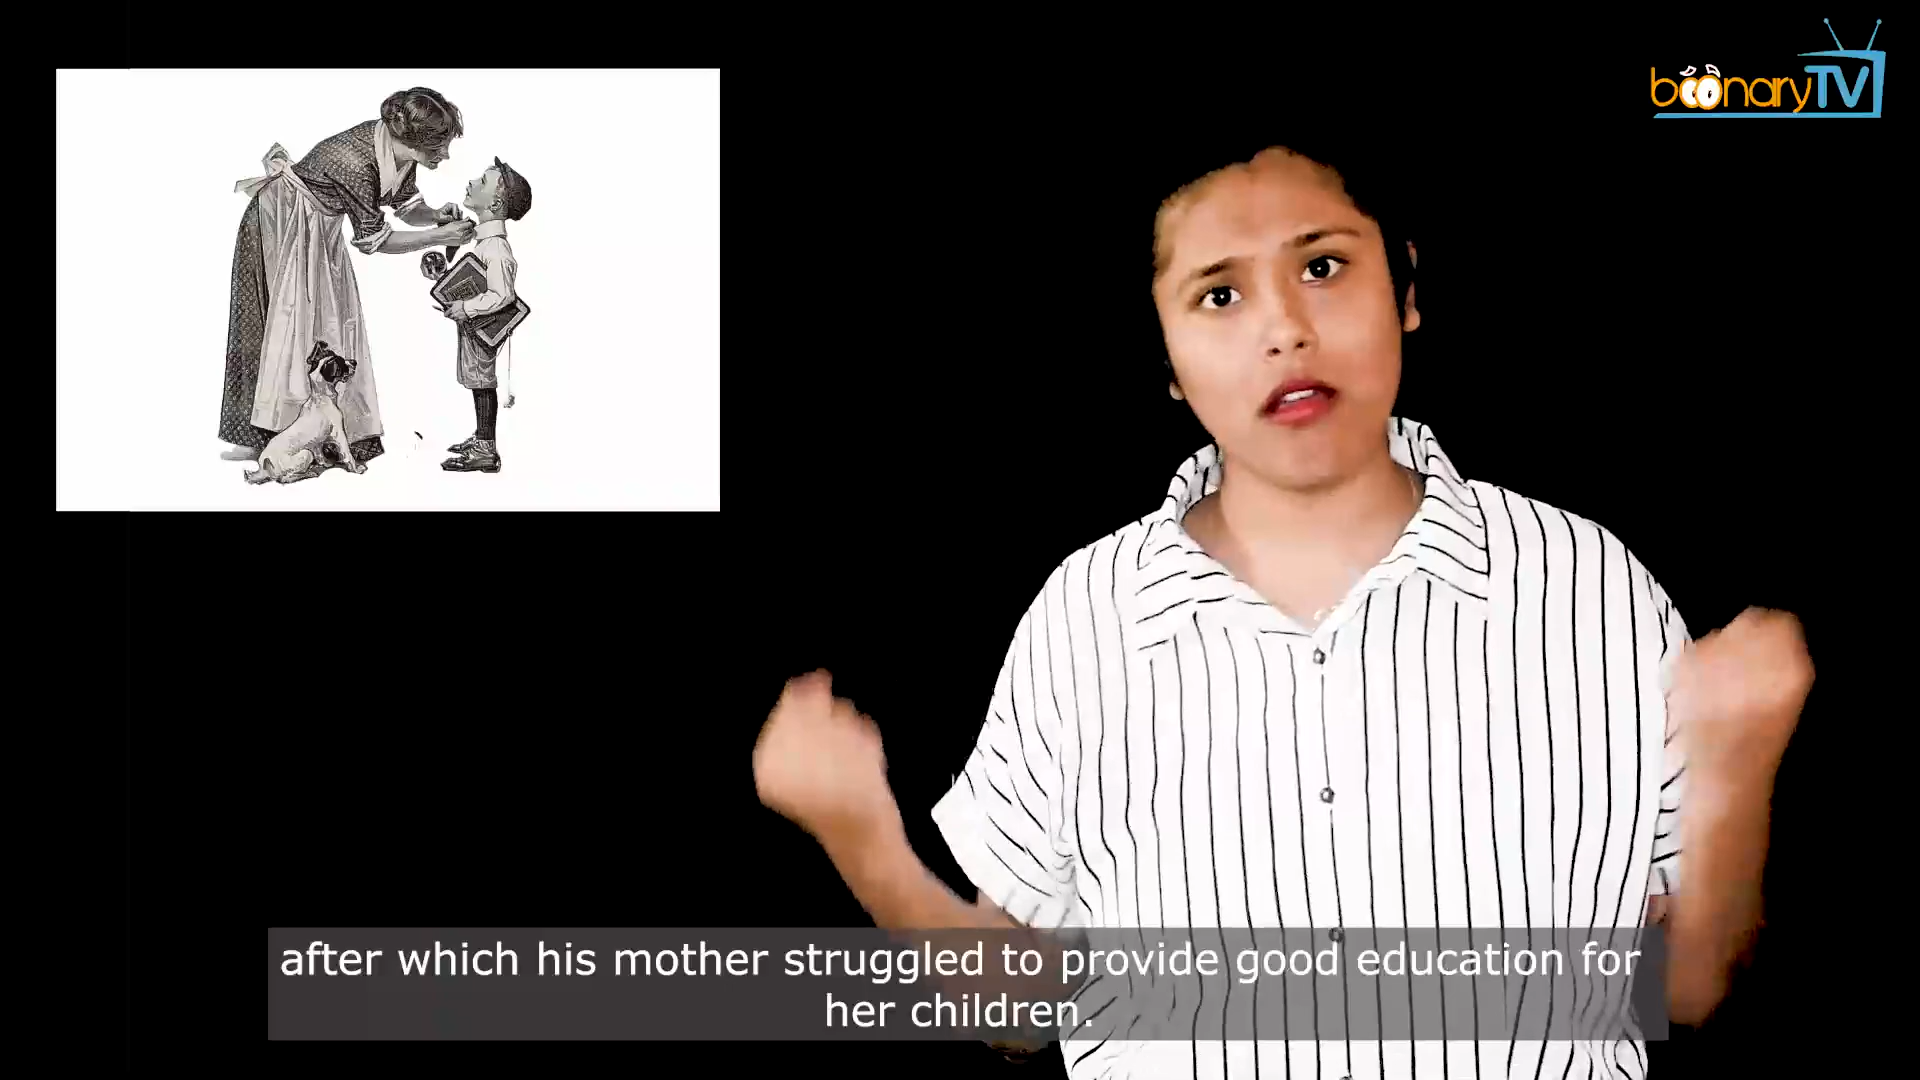 boonaryTV
after which his mother struggled to provide good education for
her children.